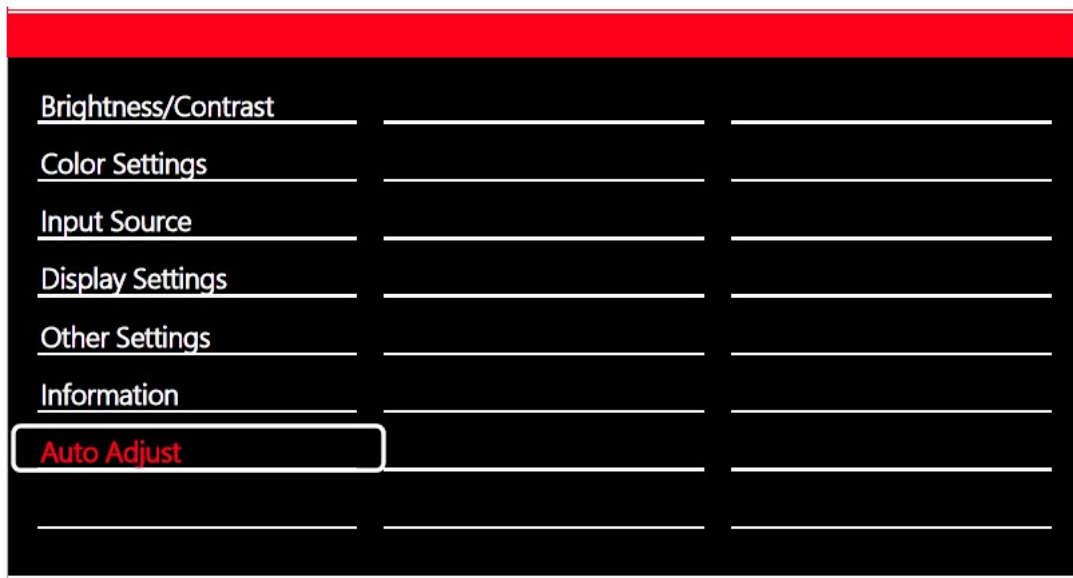 Brightness/Contrast
Color Settings
Input Source
Display Settings
Other Settings
Information
Auto Adjust